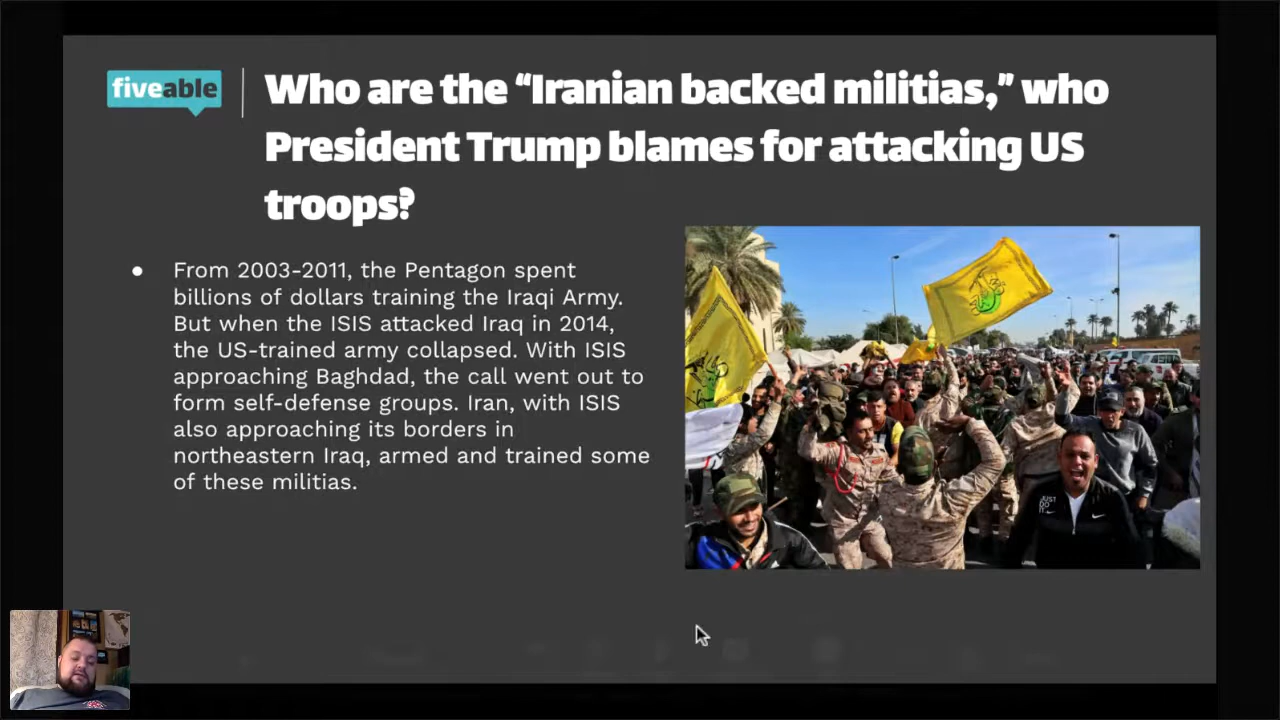 fiveable
Who are the “Iranian backed militias,” who
President Trump blames for attacking US
troops?
● From 2003-2011, the Pentagon spent
billions of dollars training the Iraqi Army.
But when the ISIS attacked Iraq in 2014,
the US-trained army collapsed. With ISIS
approaching Baghdad, the call went out to
form self-defense groups. Iran, with ISIS
also approaching its borders in
northeastern Iraq, armed and trained some
of these militias.
JUST
DO
IT.